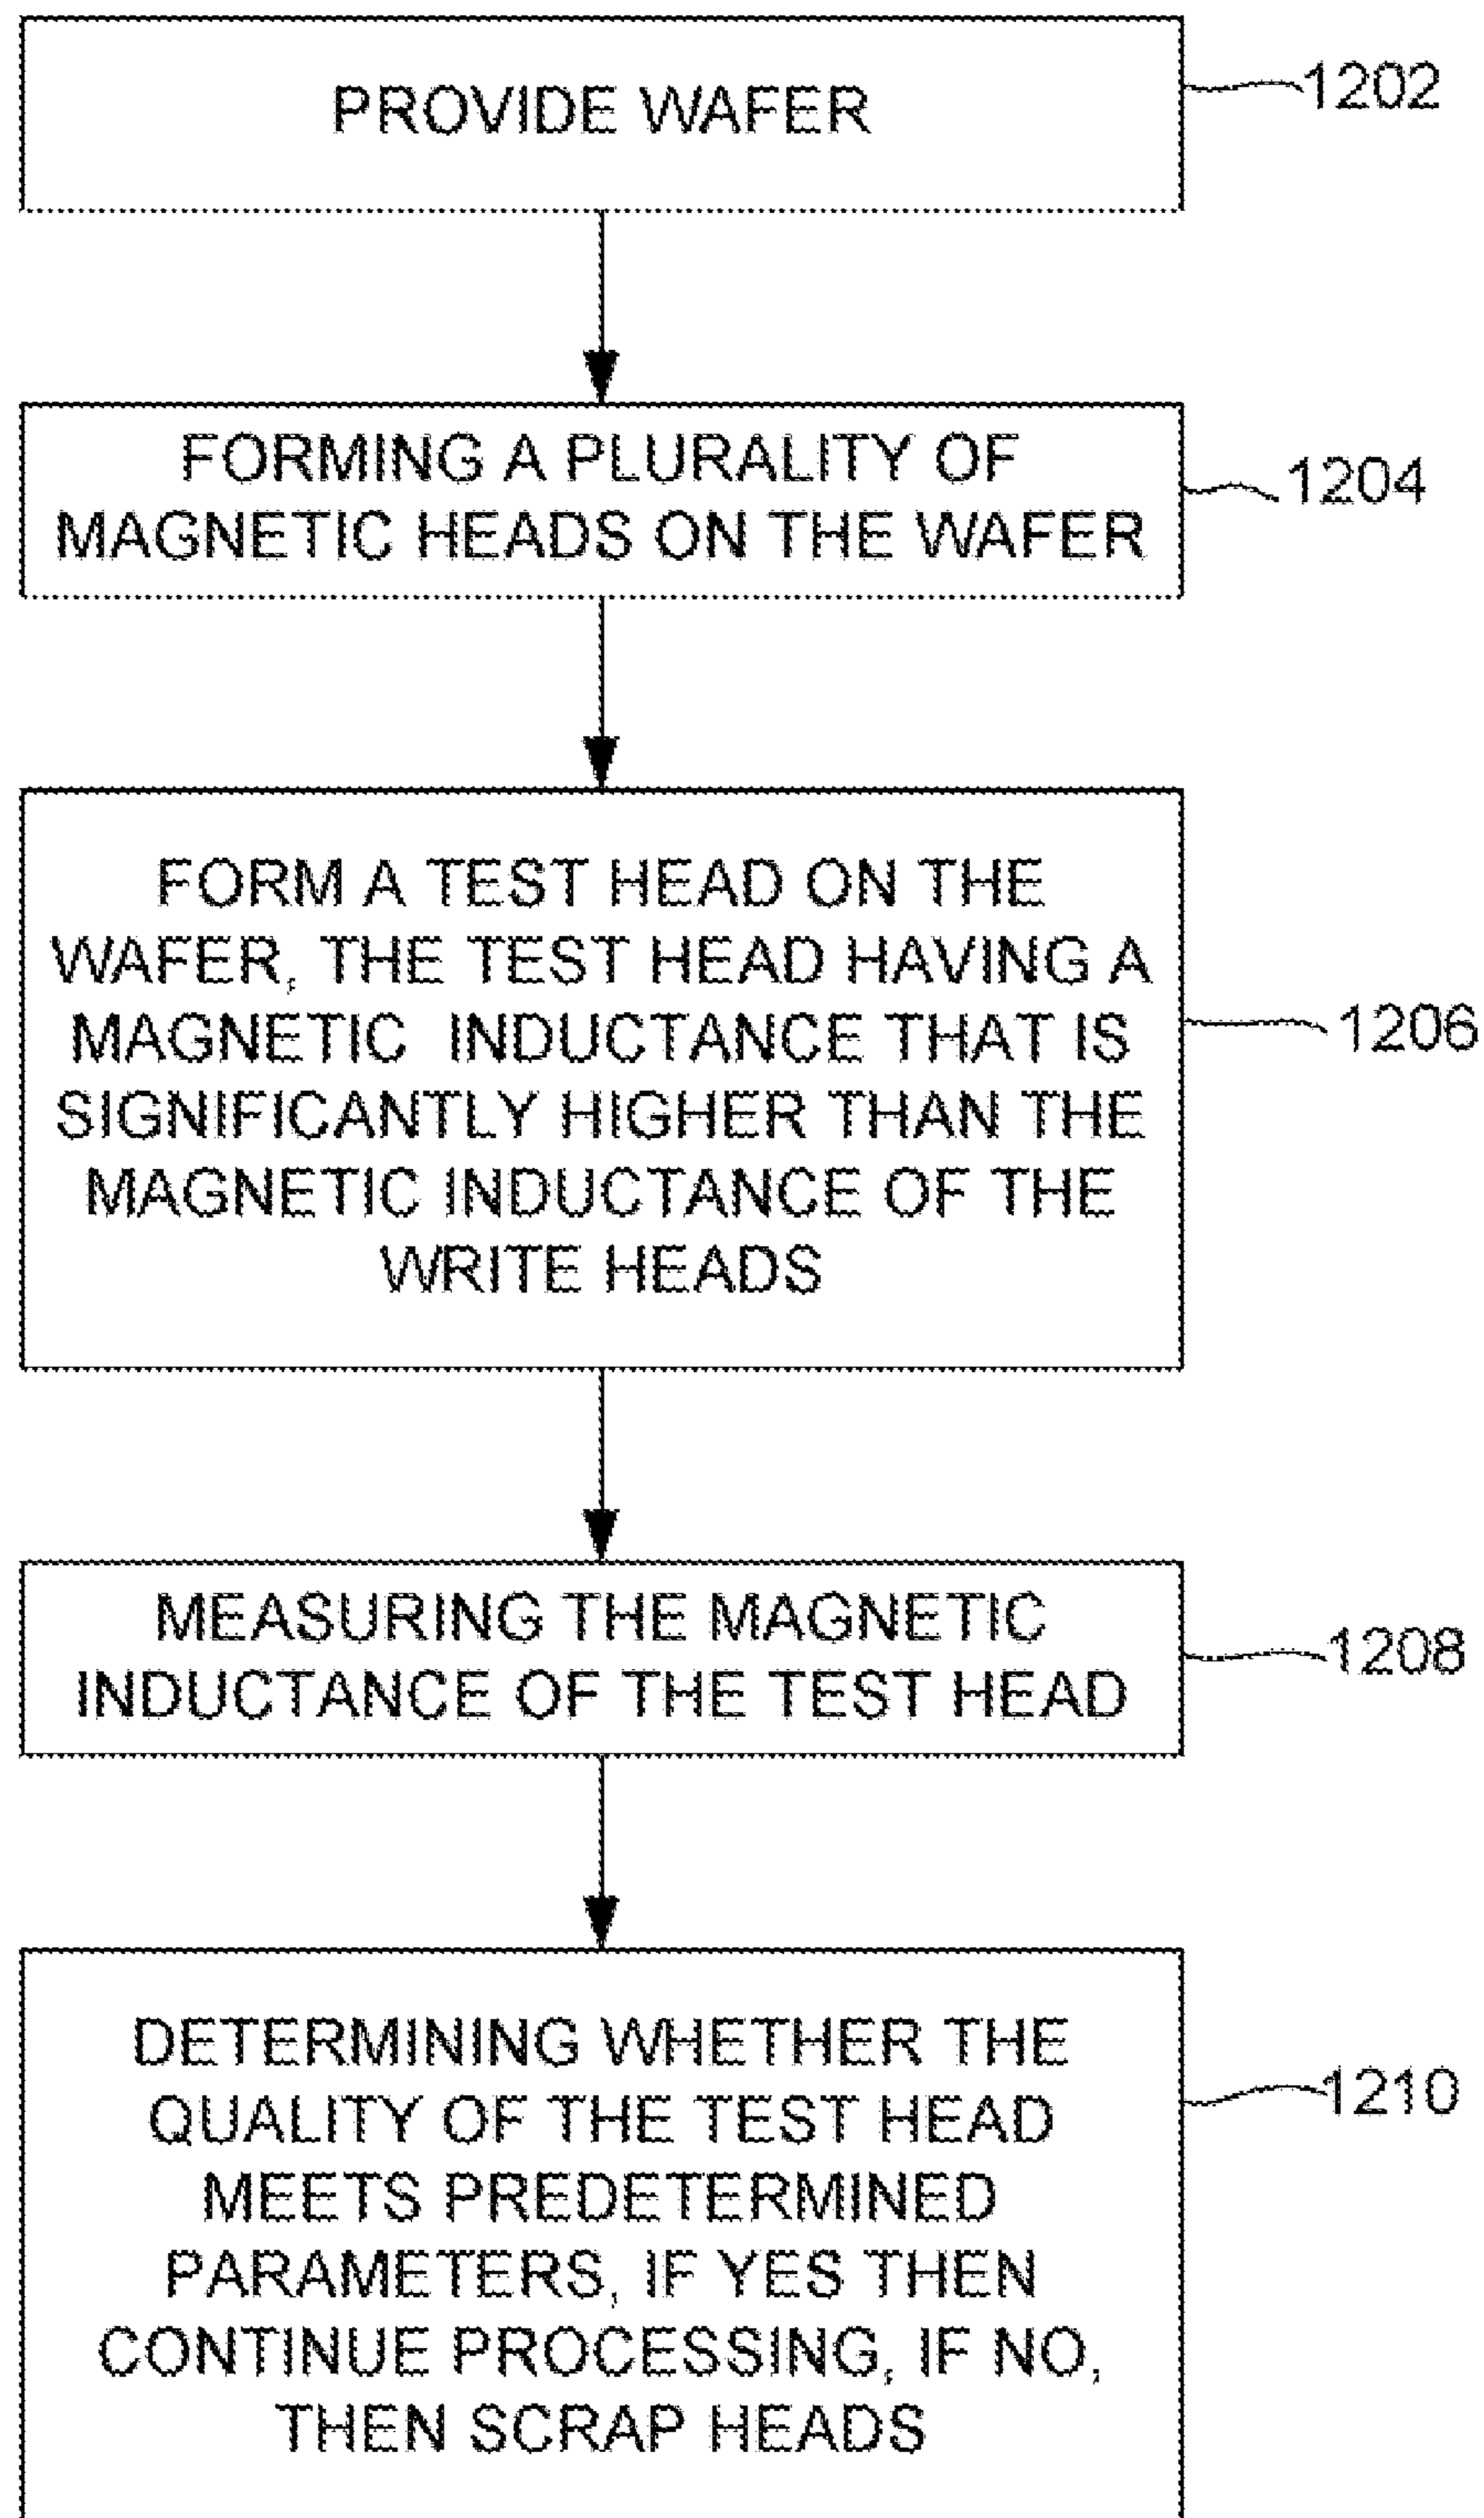 PROVIDE WAFER
1202
FORMING A PLURALITY OF
MAGNETIC HEADS ON THE WAFER
1204
FORM A TEST HEAD ON THE
WAFER, THE TEST HEAD HAVING A
MAGNETIC INDUCTANCE THAT IS
SIGNIFICANTLY HIGHER THAN THE
MAGNETIC INDUCTANCE OF THE
WRITE HEADS
1206
MEASURING THE MAGNETIC
INDUCTANCE OF THE TEST HEAD
1208
DETERMINING WHETHER THE
QUALITY OF THE TEST HEAD
MEETS PREDETERMINED
PARAMETERS, IF YES THEN
CONTINUE PROCESSING, IF NO,
THEN SCRAP HEADS
1210